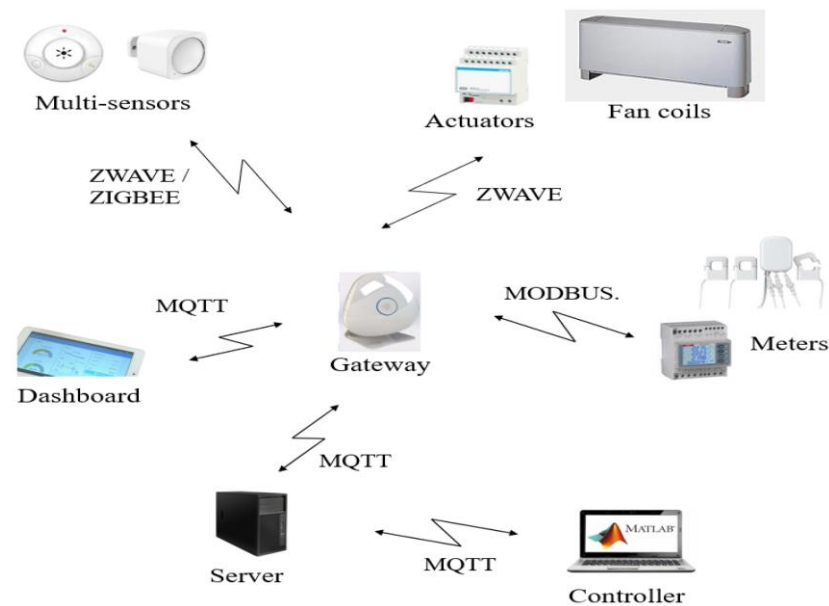 Multi-sensors
Actuators
Fan coils
ZWAVE /
ZIGBEE
ZWAVE
MQTT
MODBUS.
Gateway
Meters
Dashboard
MQTT
MATLAB
MQTT
Server
Controller